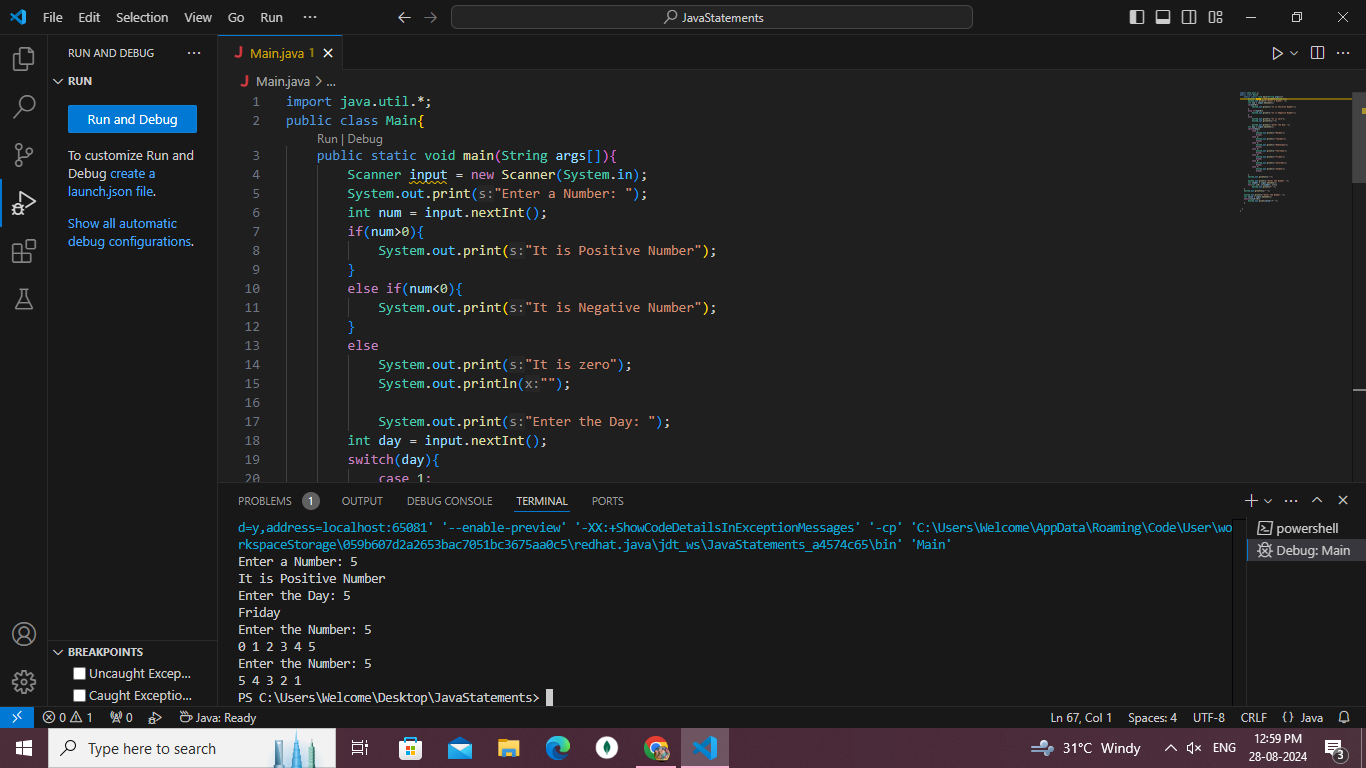 File Edit Selection View Go Run ···
JavaStatements
RUN AND DEBUG ···
RUN
Run and Debug
To customize Run and
Debug create a
launch.json file.
Show all automatic
debug configurations.
BREAKPOINTS
Uncaught Excep...
Caught Exceptio...
Main.java 1
Main.java > ...
1 import java.util.*;
2 public class Main{
Run | Debug
3 public static void main(String args[]){
4 Scanner input = new Scanner(System.in);
5 System.out.print(s:"Enter a Number: ");
6 int num = input.nextInt();
7 if(num>0){
8 System.out.print(s:"It is Positive Number");
9 }
10 else if(num<0){
11 System.out.print(s:"It is Negative Number");
12 }
13 else
14 System.out.print(s:"It is zero");
15 System.out.println(x:"");
16
17 System.out.print(s:"Enter the Day: ");
18 int day = input.nextInt();
19 switch(day){
20 case 1:
PROBLEMS 1 OUTPUT DEBUG CONSOLE TERMINAL PORTS
d=y,address=localhost:65081' '--enable-preview' '-XX:+ShowCodeDetailsInExceptionMessages' '-cp' 'C:\Users\Welcome\AppData\Roaming\Code\User\wo
rkspaceStorage\059b607d2a2653bac7051bc3675aa0c5\redhat.java\jdt_ws\JavaStatements_a4574c65\bin' 'Main'
Enter a Number: 5
It is Positive Number
Enter the Day: 5
Friday
Enter the Number: 5
0 1 2 3 4 5
Enter the Number: 5
5 4 3 2 1
PS C:\Users\Welcome\Desktop\JavaStatements>
powershell
Debug: Main
0 1 0 Java: Ready
Ln 67, Col 1 Spaces: 4 UTF-8 CRLF {} Java
Type here to search
31°C Windy
ENG
12:59 PM
28-08-2024
3